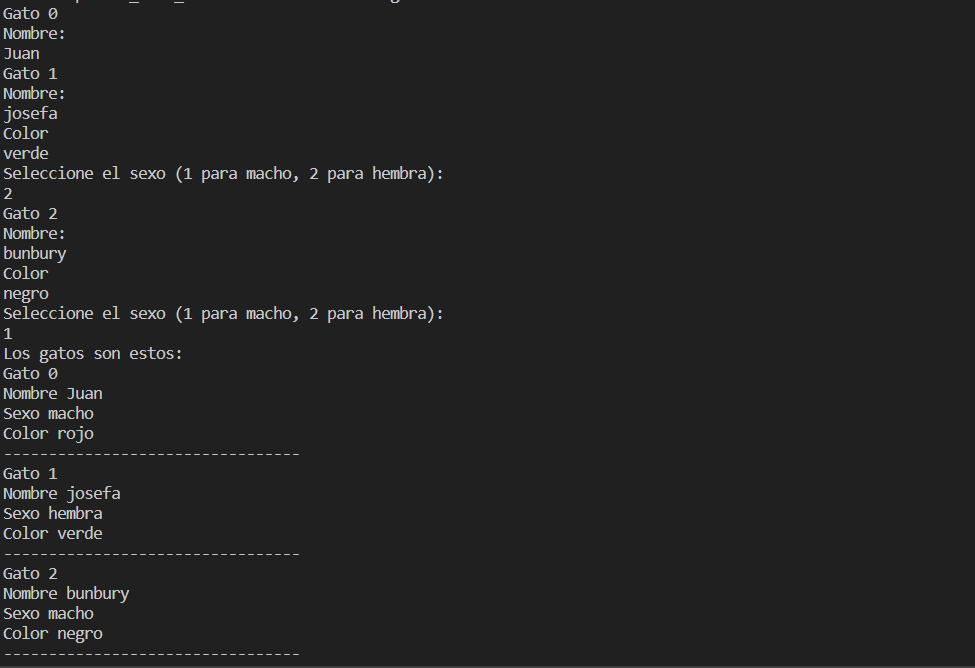 Gato 0
Nombre:
Juan
Gato 1
Nombre:
josefa
Color
verde
Seleccione el sexo (1 para macho, 2 para hembra):
2
Gato 2
Nombre:
bunbury
Color
negro
Seleccione el sexo (1 para macho, 2 para hembra):
1
Los gatos son estos:
Gato 0
Nombre Juan
Sexo macho
Color rojo
---------------------------------
Gato 1
Nombre josefa
Sexo hembra
Color verde
---------------------------------
Gato 2
Nombre bunbury
Sexo macho
Color negro
---------------------------------